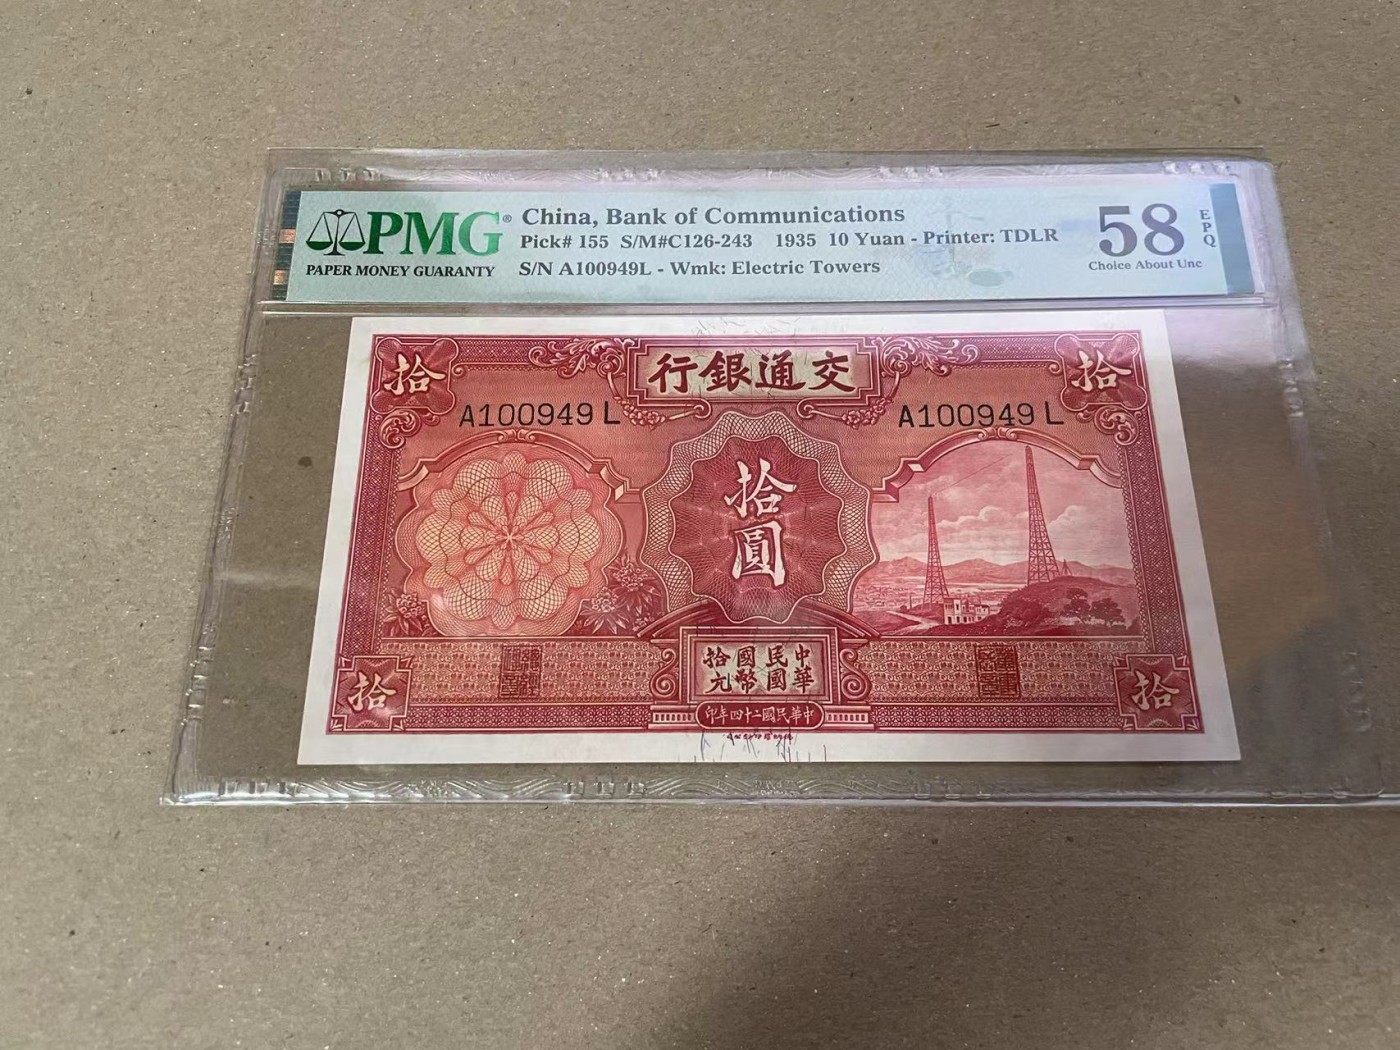 PMG®
PAPER MONEY GUARANTY
China, Bank of Communications
Pick# 155 S/M#C126-243 1935 10 Yuan - Printer: TDLR
S/N A100949L - Wmk: Electric Towers
58
EPQ
Choice About Unc
拾
交通銀行
拾
A100949L
A100949L
拾圓
中華民國國幣拾元
拾
拾
中華民國二十四年印